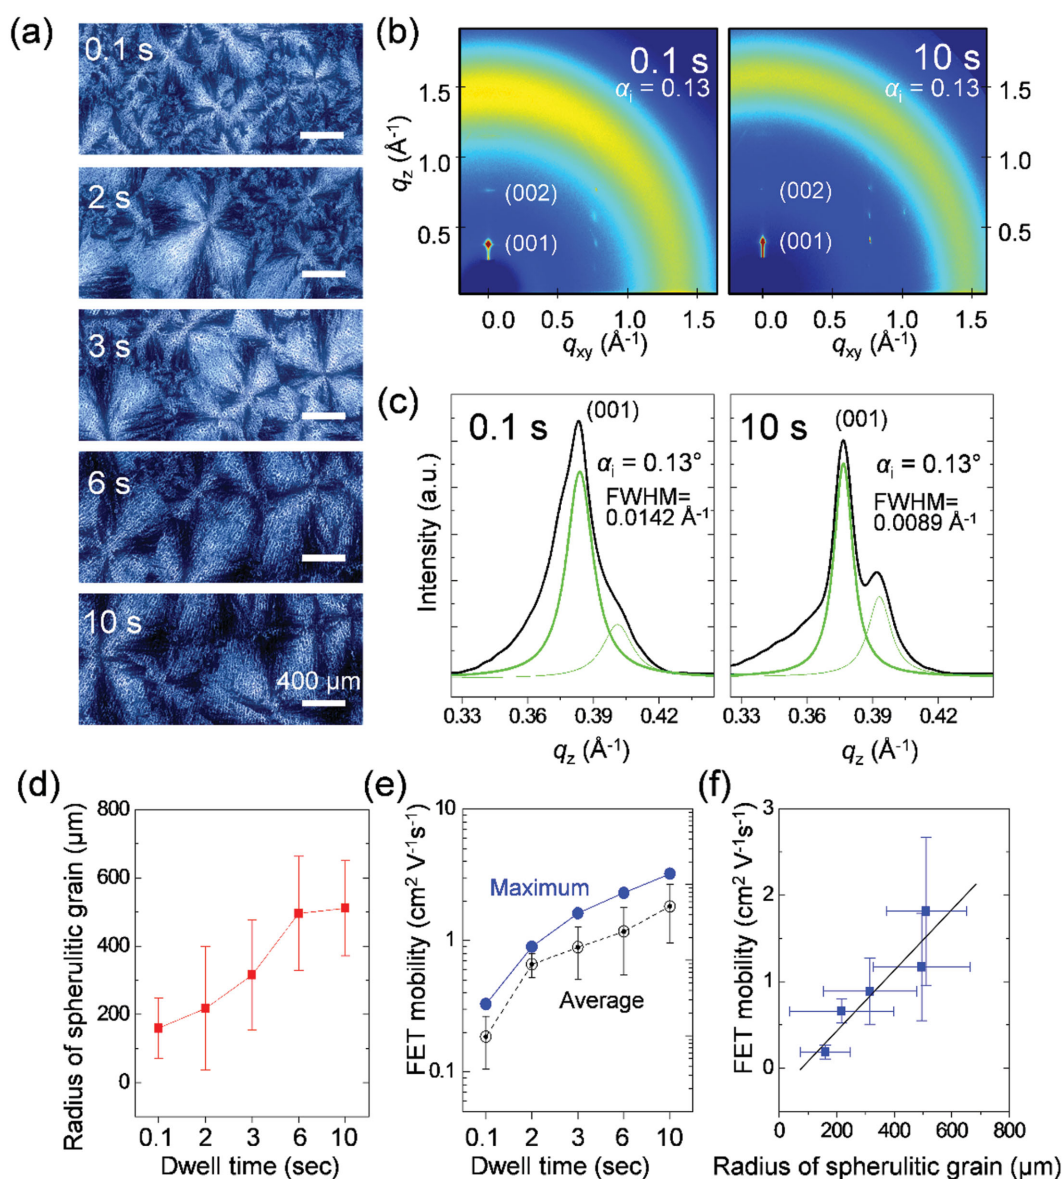 (a)
0.1 s
2 s
3 s
6 s
10 s
400 µm
(b)
0.1 s
αi = 0.13
(002)
(001)
1.5
1.0
0.5
qz (Å-1)
0.0 0.5 1.0 1.5
qxy (Å-1)
10 s
αi = 0.13
(002)
(001)
1.5
1.0
0.5
0.0 0.5 1.0 1.5
qxy (Å-1)
(c)
0.1 s
(001)
αi = 0.13°
FWHM=
0.0142 Å-1
Intensity (a.u.)
0.33 0.36 0.39 0.42
qz (Å-1)
10 s
(001)
αi = 0.13°
FWHM=
0.0089 Å-1
0.33 0.36 0.39 0.42
qz (Å-1)
(d)
Radius of spherulitic grain (µm)
800
600
400
200
0
0.1 2 3 6 10
Dwell time (sec)
(e)
FET mobility (cm2 V-1s-1)
10
1
0.1
Maximum
Average
0.1 2 3 6 10
Dwell time (sec)
(f)
FET mobility (cm2 V-1s-1)
3
2
1
0
0 200 400 600 800
Radius of spherulitic grain (µm)